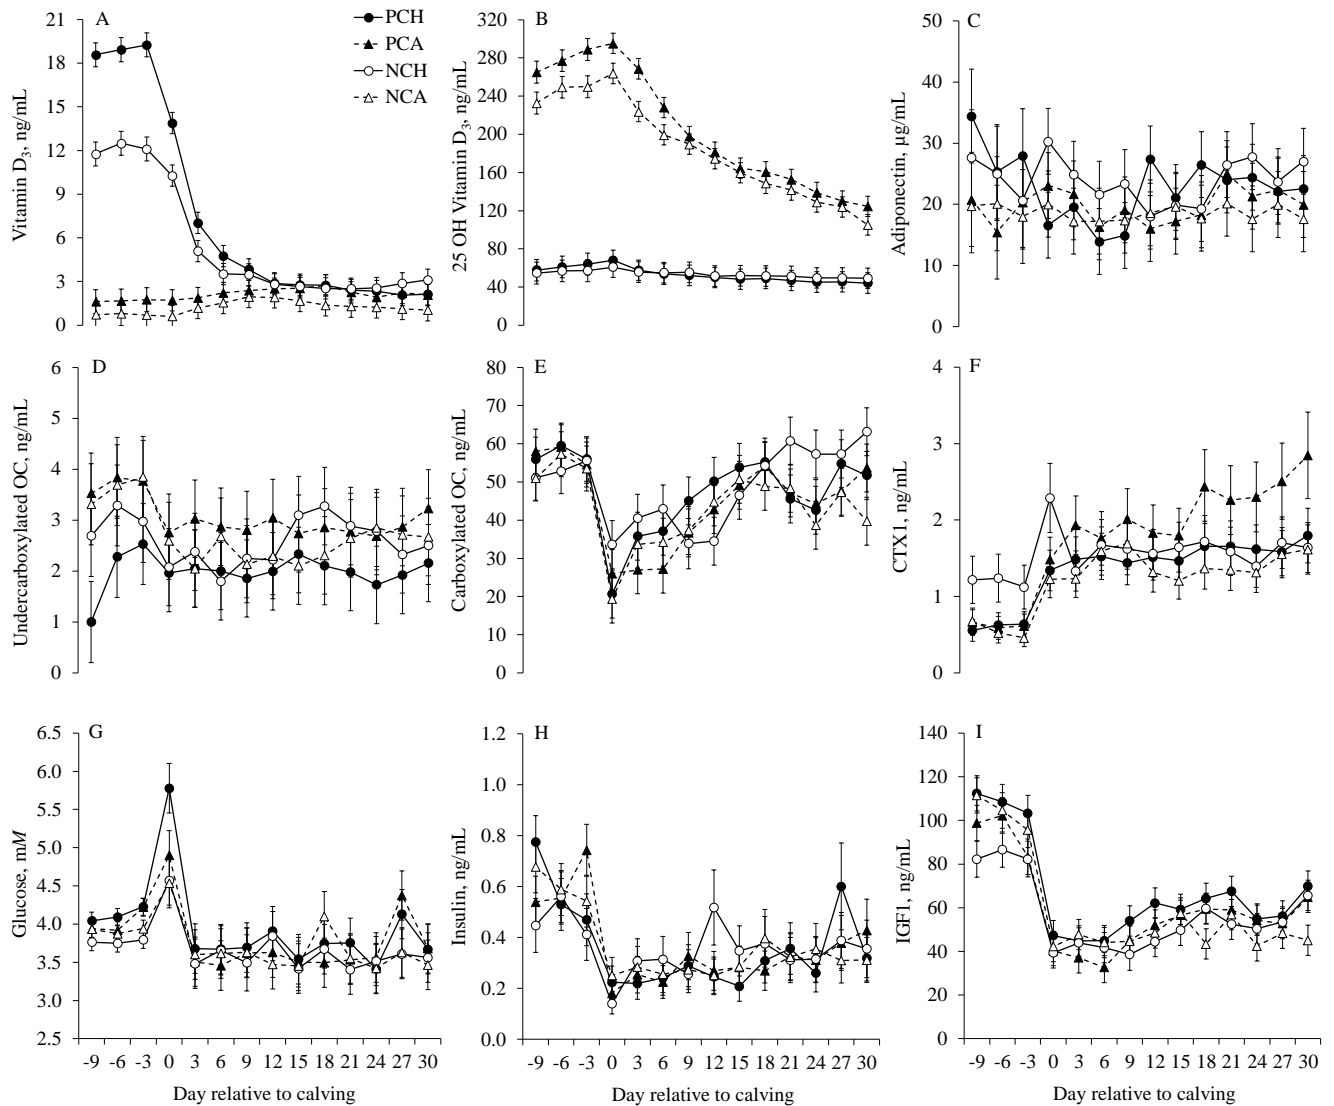 A
21
18
15
12
9
6
3
0
Vitamin D3, ng/mL
PCH
PCA
NCH
NCA
B
320
280
240
200
160
120
80
40
0
25 OH Vitamin D3, ng/mL
C
50
40
30
20
10
0
Adiponectin, µg/mL
D
6
5
4
3
2
1
0
Undercarboxylated OC, ng/mL
E
80
70
60
50
40
30
20
10
0
Carboxylated OC, ng/mL
F
4
3
2
1
0
CTX1, ng/mL
G
6.5
6.0
5.5
5.0
4.5
4.0
3.5
3.0
2.5
Glucose, mM
-9 -6 -3 0 3 6 9 12 15 18 21 24 27 30
Day relative to calving
H
1.2
1.0
0.8
0.6
0.4
0.2
0.0
Insulin, ng/mL
-9 -6 -3 0 3 6 9 12 15 18 21 24 27 30
Day relative to calving
I
140
120
100
80
60
40
20
0
IGF1, ng/mL
-9 -6 -3 0 3 6 9 12 15 18 21 24 27 30
Day relative to calving